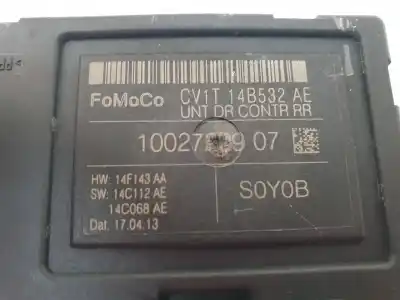 FoMoCo CV1T 14B532 AE
UNT DR CONTR RR
HW: 14F143 AA
SW: 14C112 AE
14C068 AE
Dat. 17.04.13
S0Y0B